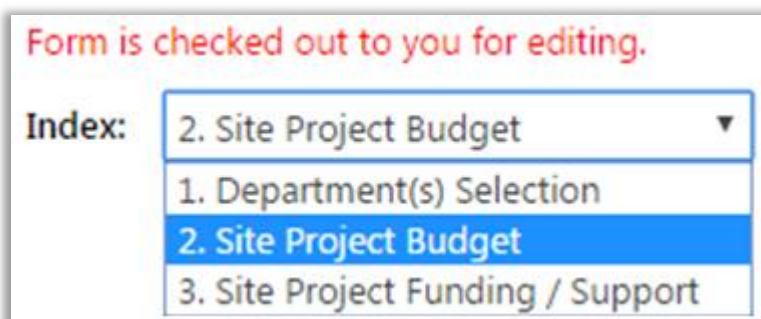 Form is checked out to you for editing.
Index: 2. Site Project Budget
1. Department(s) Selection
2. Site Project Budget
3. Site Project Funding / Support